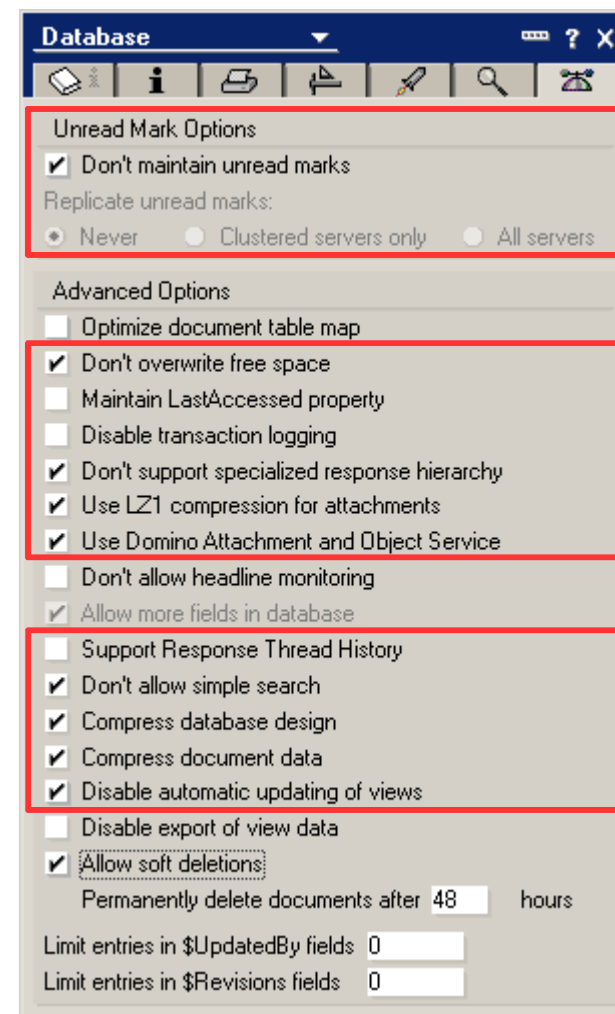 Database
? X
i
Unread Mark Options
Don't maintain unread marks
Replicate unread marks:
Never Clustered servers only All servers
Advanced Options
Optimize document table map
Don't overwrite free space
Maintain LastAccessed property
Disable transaction logging
Don't support specialized response hierarchy
Use LZ1 compression for attachments
Use Domino Attachment and Object Service
Don't allow headline monitoring
Allow more fields in database
Support Response Thread History
Don't allow simple search
Compress database design
Compress document data
Disable automatic updating of views
Disable export of view data
Allow soft deletions
Permanently delete documents after 48 hours
Limit entries in $UpdatedBy fields 0
Limit entries in $Revisions fields 0